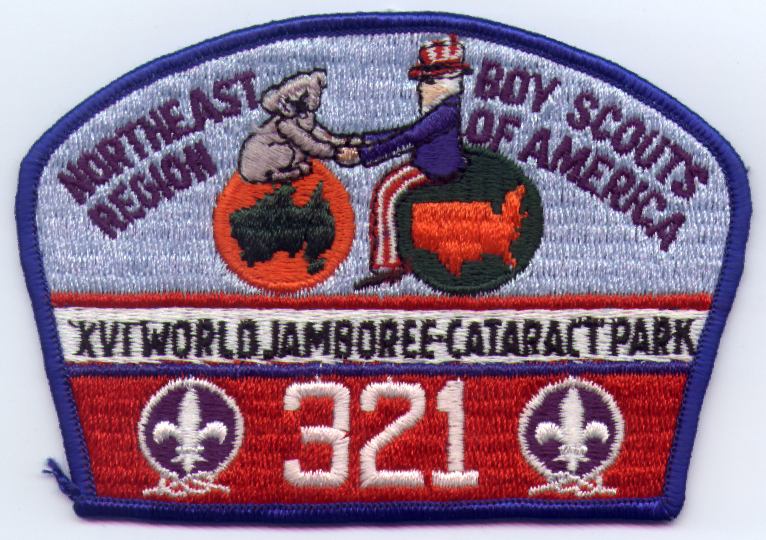 NORTHEAST
REGION
BOY SCOUTS
OF AMERICA
XVI WORLD JAMBOREE-CATARACT PARK
321